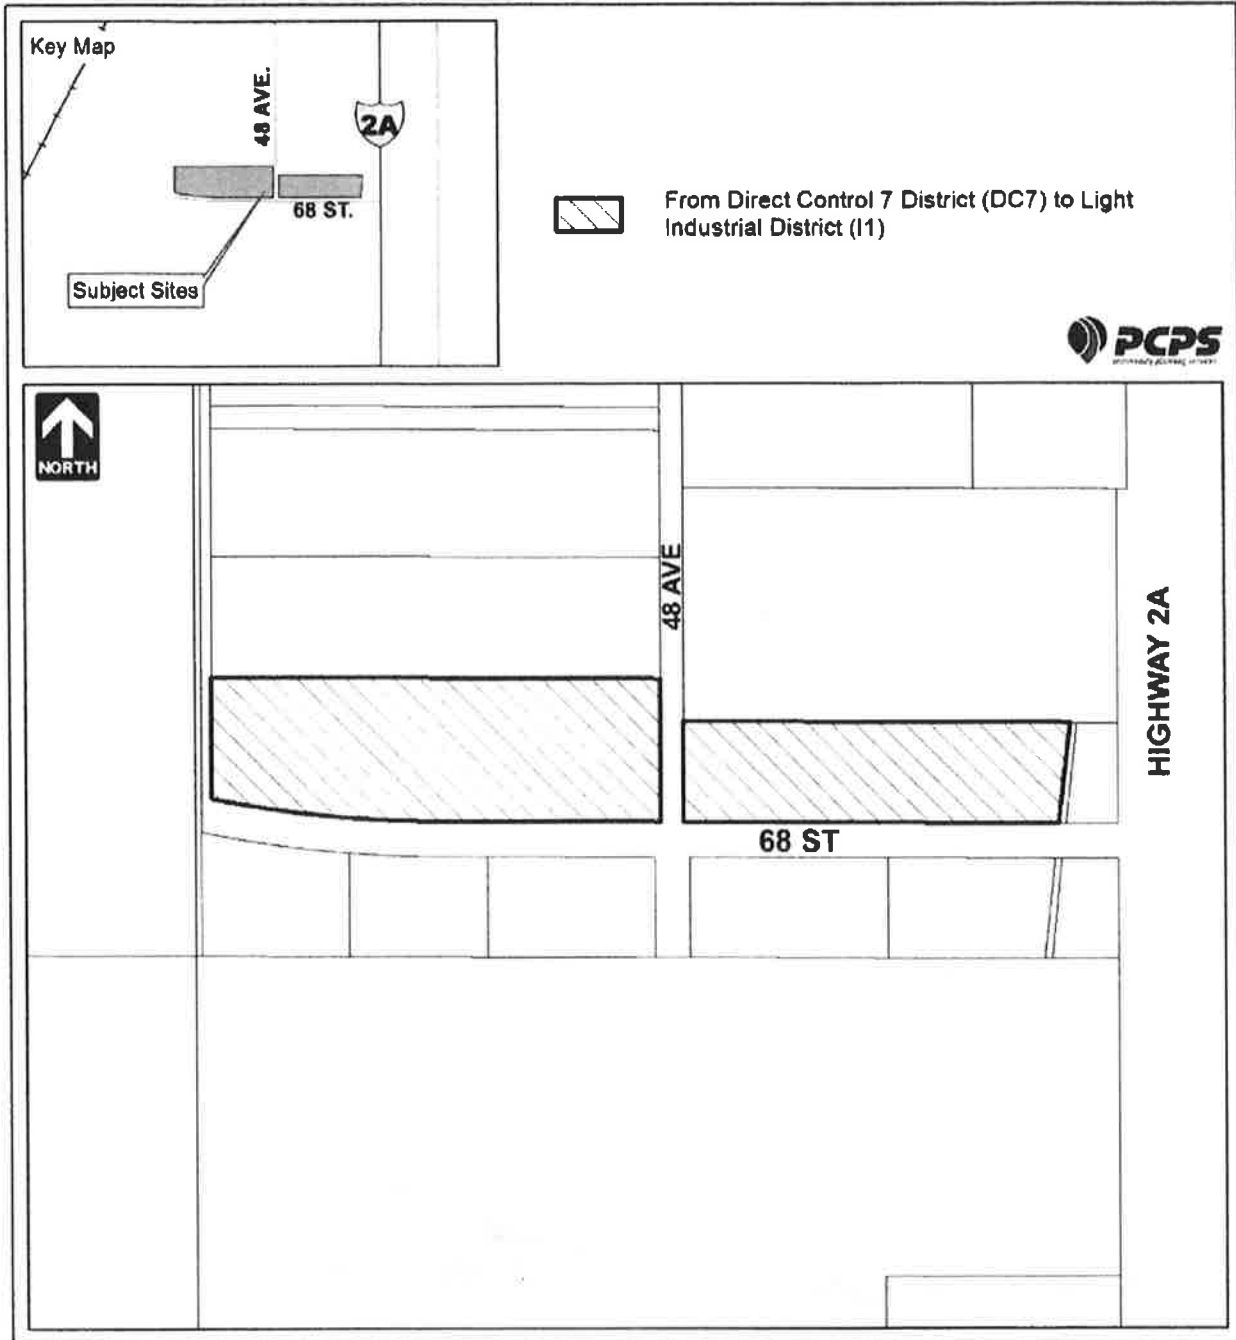 Key Map
48 AVE.
2A
68 ST.
Subject Sites
From Direct Control 7 District (DC7) to Light
Industrial District (I1)
PCPS
NORTH
48 AVE
HIGHWAY 2A
68 ST